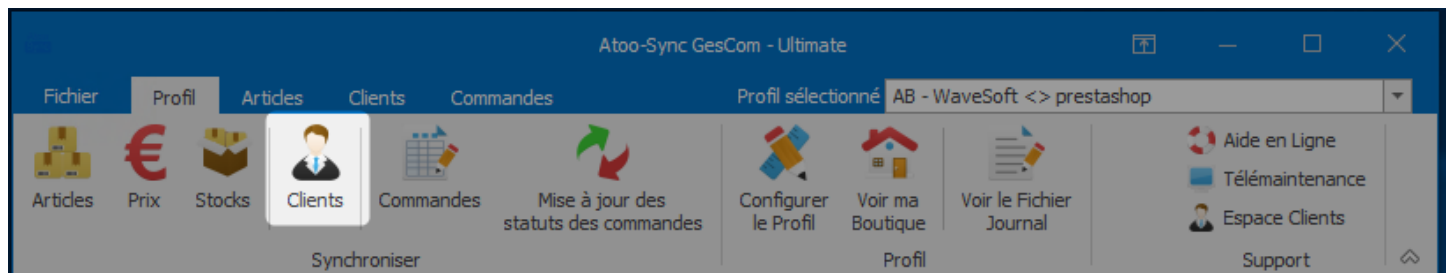 Atoo-Sync GesCom - Ultimate
Fichier Profil Articles Clients Commandes Profil sélectionné AB - WaveSoft <> prestashop
Articles Prix Stocks Clients Commandes Mise à jour des statuts des commandes Configurer le Profil Voir ma Boutique Voir le Fichier Journal
Aide en Ligne
Télémaintenance
Espace Clients
Synchroniser Profil Support